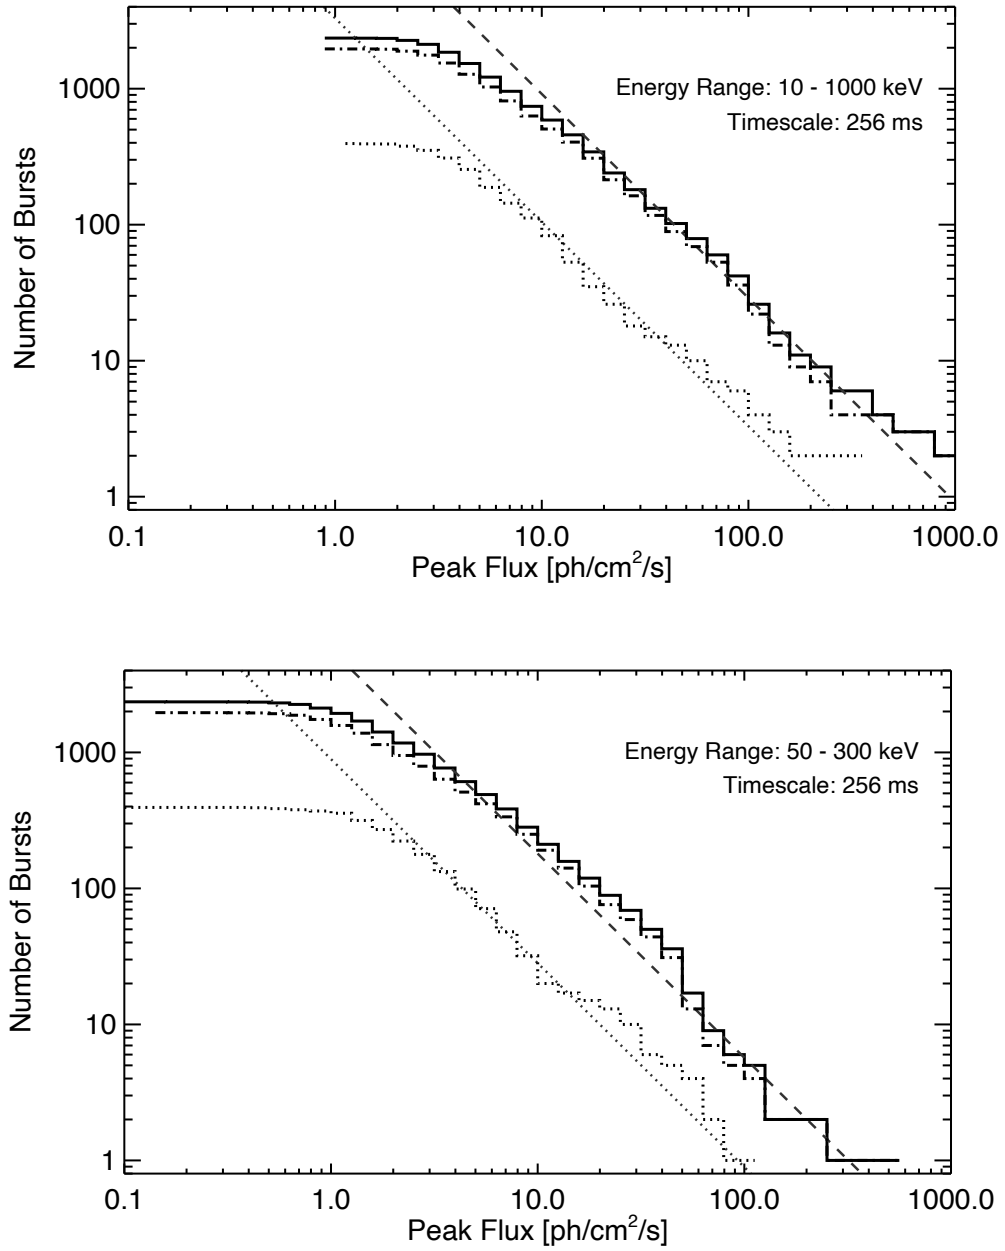 1000
100
10
1
Number of Bursts
Energy Range: 10 - 1000 keV
Timescale: 256 ms
0.1 1.0 10.0 100.0 1000.0
Peak Flux [ph/cm²/s]
1000
100
10
1
Number of Bursts
Energy Range: 50 - 300 keV
Timescale: 256 ms
0.1 1.0 10.0 100.0 1000.0
Peak Flux [ph/cm²/s]